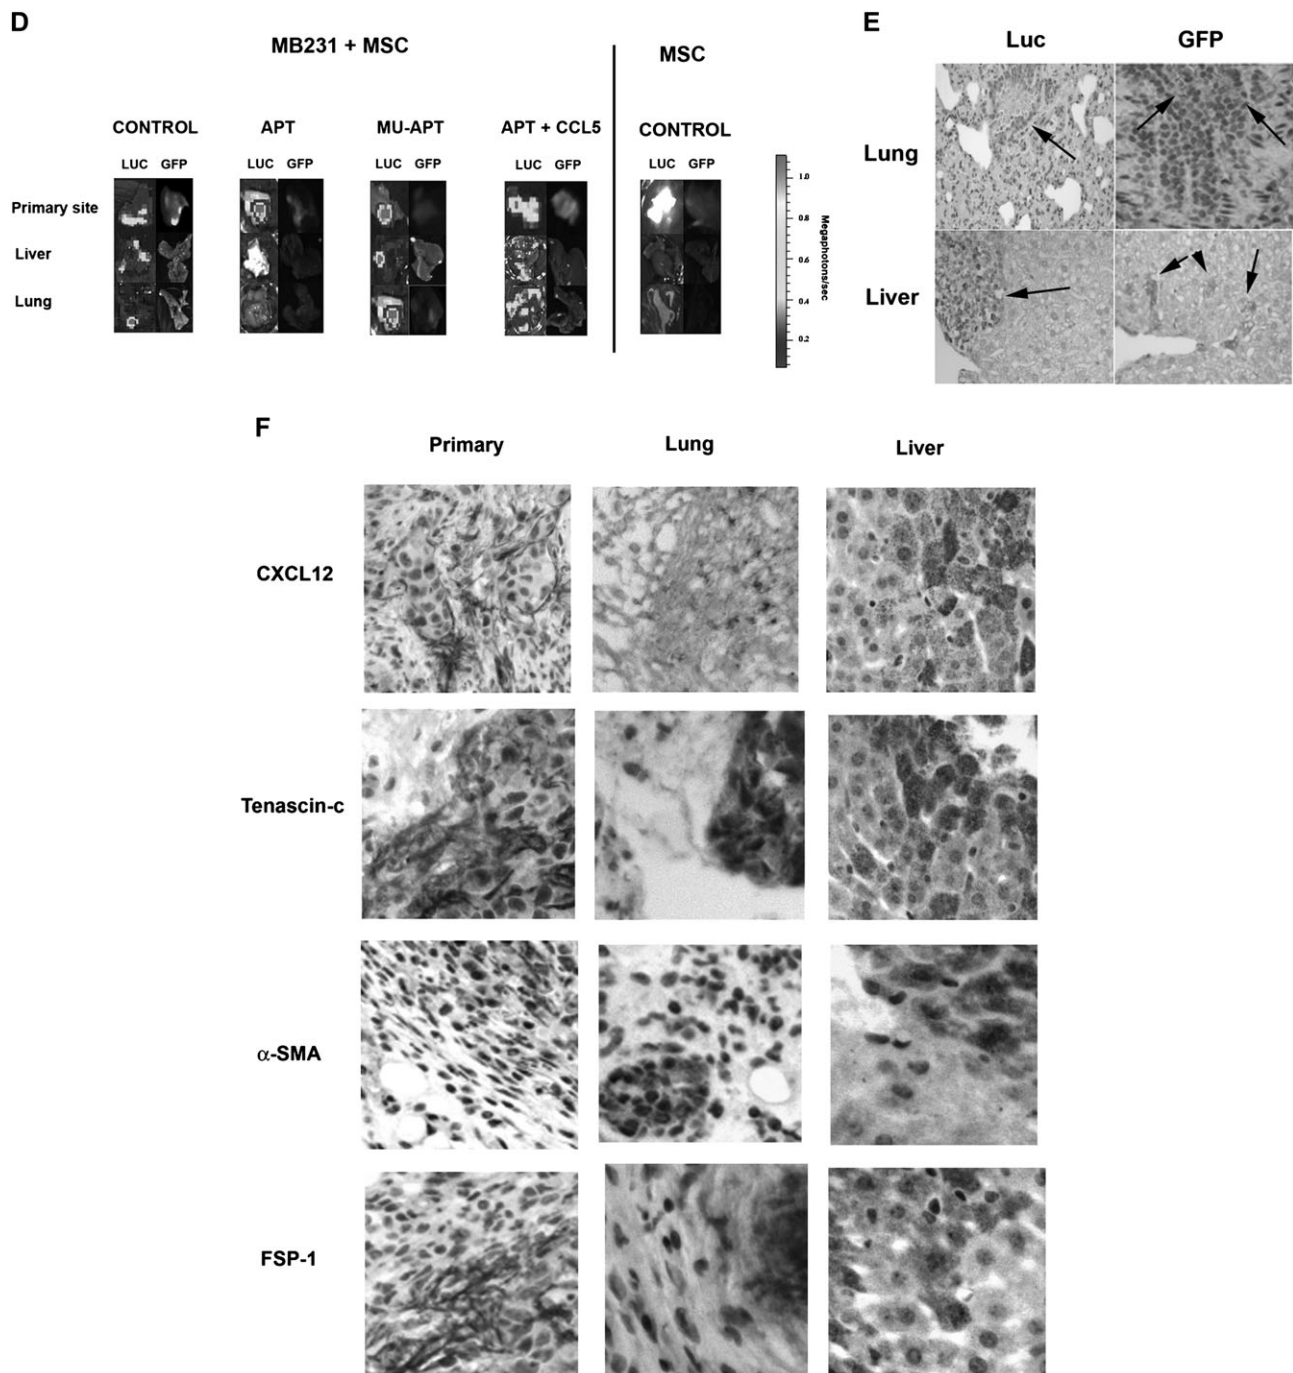 D
MB231 + MSC
MSC
CONTROL
APT
MU-APT
APT + CCL5
CONTROL
LUC GFP
LUC GFP
LUC GFP
LUC GFP
LUC GFP
Primary site
Liver
Lung
1.0
0.8
0.6
0.4
0.2
Megaphotons/sec
E
Luc
GFP
Lung
Liver
F
Primary
Lung
Liver
CXCL12
Tenascin-c
α-SMA
FSP-1